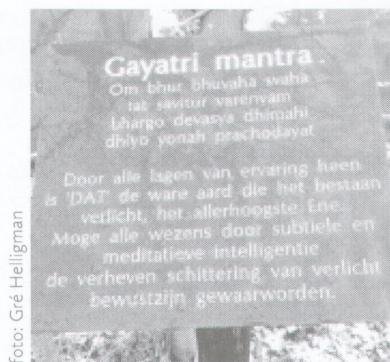 Gayatri mantra.
Om bhur bhuvaha swaha
tat savitur varenyam
bhargo devasya dhimahi
dhiyo yonah prachodayat
Door alle lagen van ervaring heen
is 'DAT' de ware aard die het bestaan
verlicht, het allerhoogste Ene.
Moge alle wezens door subtiele en
meditatieve intelligentie
de verheven schittering van verlicht
bewustzijn gewaarworden.
foto: Gré Helligman